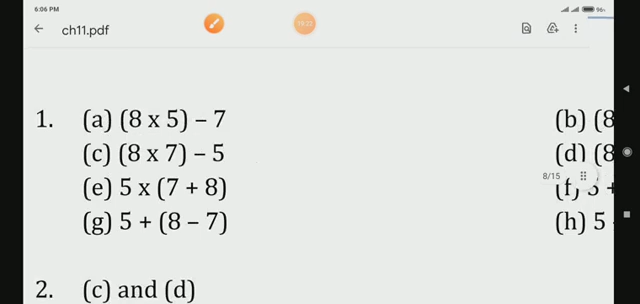 6:06 PM
ch11.pdf
1. (a) (8 x 5) – 7 (b) (8
(c) (8 x 7) – 5 (d) (8
8/15
(e) 5 x (7 + 8) (f) 5 +
(g) 5 + (8 – 7) (h) 5
2. (c) and (d)